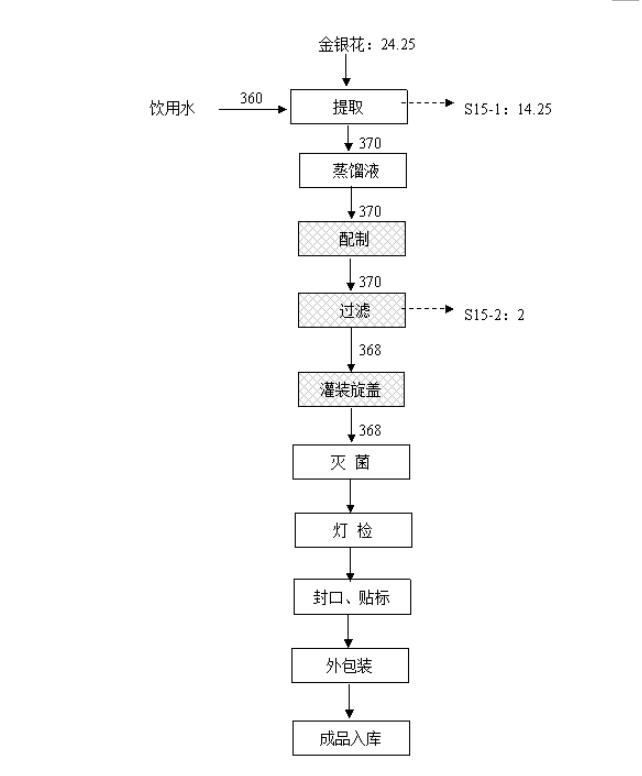 金银花：24.25
饮用水
360
提取
S15-1：14.25
370
蒸馏液
370
配制
370
过滤
S15-2：2
368
灌装旋盖
368
灭 菌
灯 检
封口、贴标
外包装
成品入库